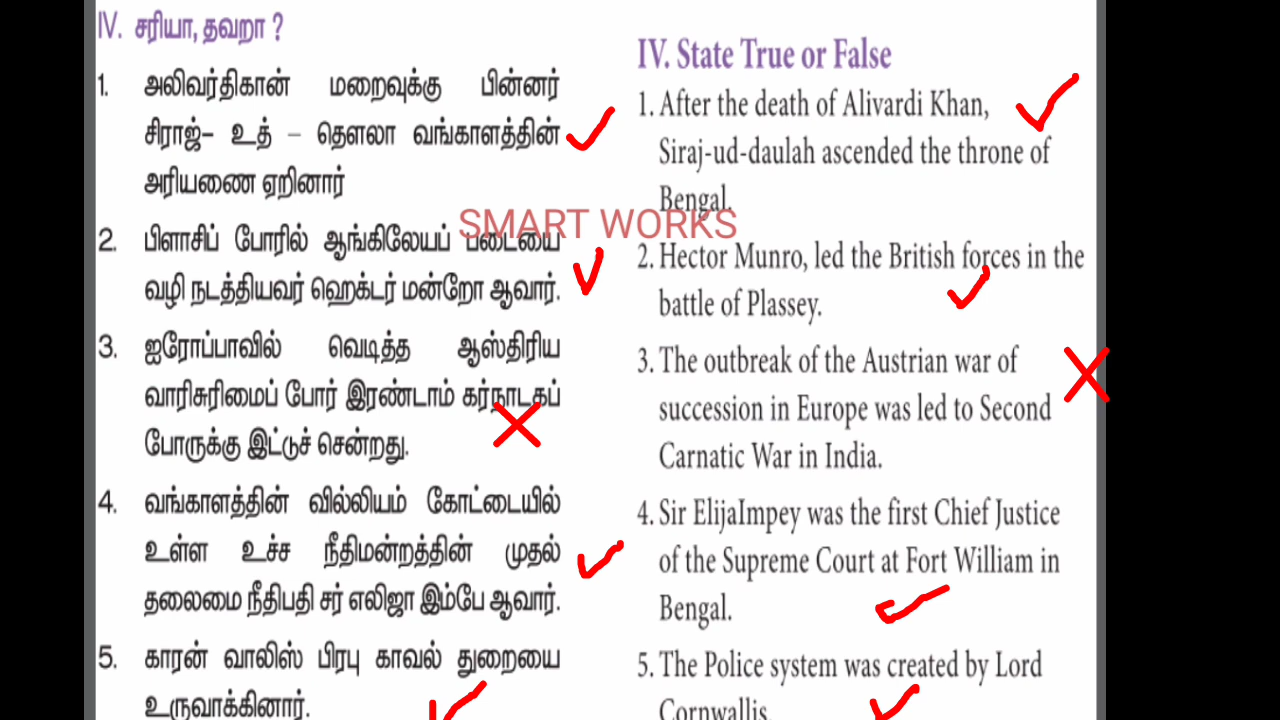 IV. சரியா, தவறா ?
1. அலிவர்திகான் மறைவுக்கு பின்னர்
சிராஜ்– உத் – தௌலா வங்காளத்தின்
அரியணை ஏறினார்
2. பிளாசிப் போரில் ஆங்கிலேயப் படையை
வழி நடத்தியவர் ஹெக்டர் மன்றோ ஆவார்.
3. ஐரோப்பாவில் வெடித்த ஆஸ்திரிய
வாரிசுரிமைப் போர் இரண்டாம் கர்நாடகப்
போருக்கு இட்டுச் சென்றது.
4. வங்காளத்தின் வில்லியம் கோட்டையில்
உள்ள உச்ச நீதிமன்றத்தின் முதல்
தலைமை நீதிபதி சர் எலிஜா இம்பே ஆவார்.
5. காரன் வாலிஸ் பிரபு காவல் துறையை
உருவாக்கினார்.
SMART WORKS
IV. State True or False
1. After the death of Alivardi Khan,
Siraj-ud-daulah ascended the throne of
Bengal.
2. Hector Munro, led the British forces in the
battle of Plassey.
3. The outbreak of the Austrian war of
succession in Europe was led to Second
Carnatic War in India.
4. Sir ElijaImpey was the first Chief Justice
of the Supreme Court at Fort William in
Bengal.
5. The Police system was created by Lord
Cornwallis.